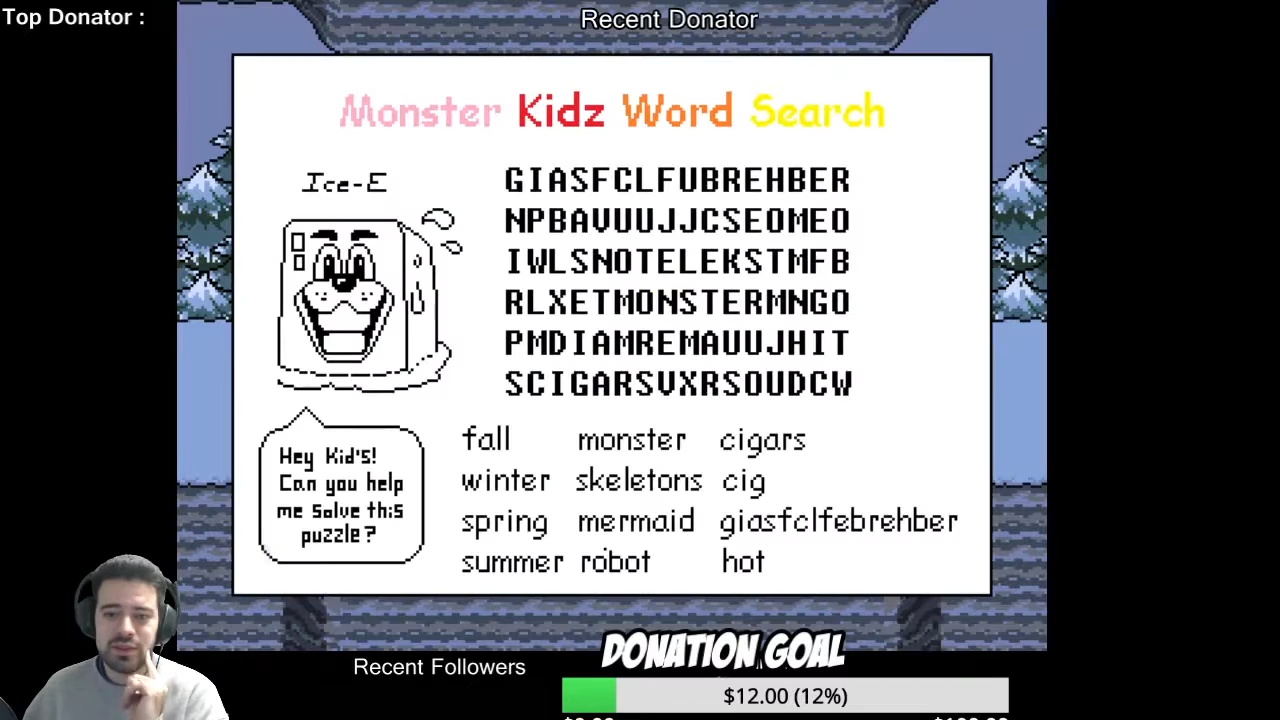 Top Donator :
Recent Donator
Monster Kidz Word Search
Ice-E
GIASFCLFUBREHBER
NPBAVUUJJCSEOMEO
IWLSNOTELEKSTMFB
RLXETMONSTERMNGO
PMDIAMREMAUUJHIT
SCIGARSVXRSOUDCW
Hey Kid's!
Can you help
me solve this
puzzle?
fall monster cigars
winter skeletons cig
spring mermaid giasfclfebrehber
summer robot hot
DONATION GOAL
Recent Followers
$12.00 (12%)